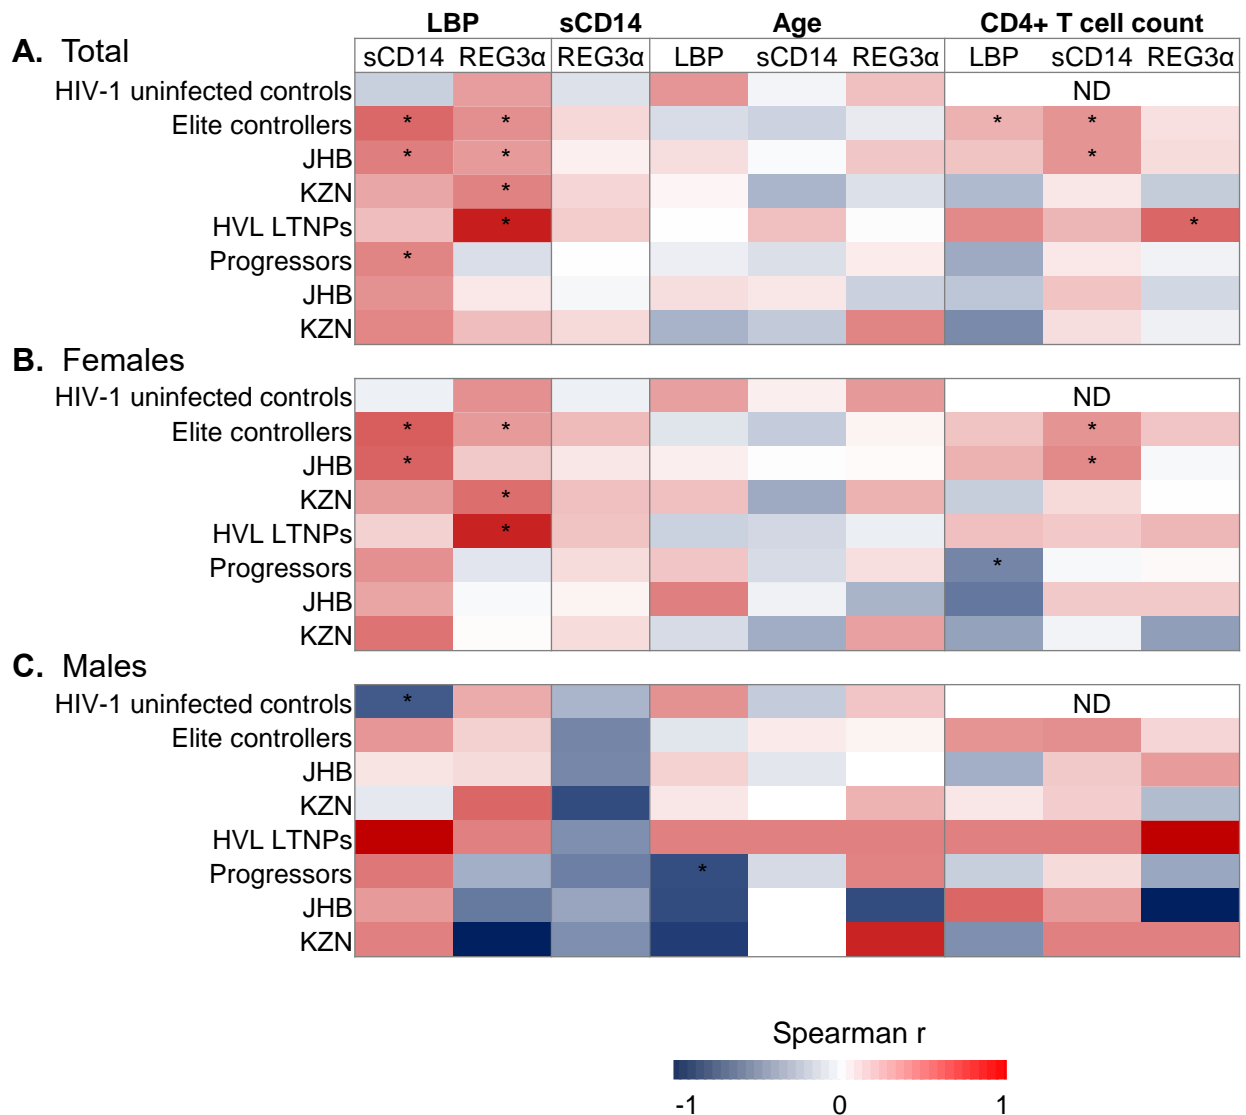 LBP sCD14 Age CD4+ T cell count
A. Total
sCD14 REG3α REG3α LBP sCD14 REG3α LBP sCD14 REG3α
HIV-1 uninfected controls ND
Elite controllers * * * *
JHB * * *
KZN *
HVL LTNPs * *
Progressors *
JHB
KZN
B. Females
HIV-1 uninfected controls ND
Elite controllers * * *
JHB * *
KZN *
HVL LTNPs *
Progressors *
JHB
KZN
C. Males
HIV-1 uninfected controls * ND
Elite controllers
JHB
KZN
HVL LTNPs
Progressors *
JHB
KZN
Spearman r
-1 0 1